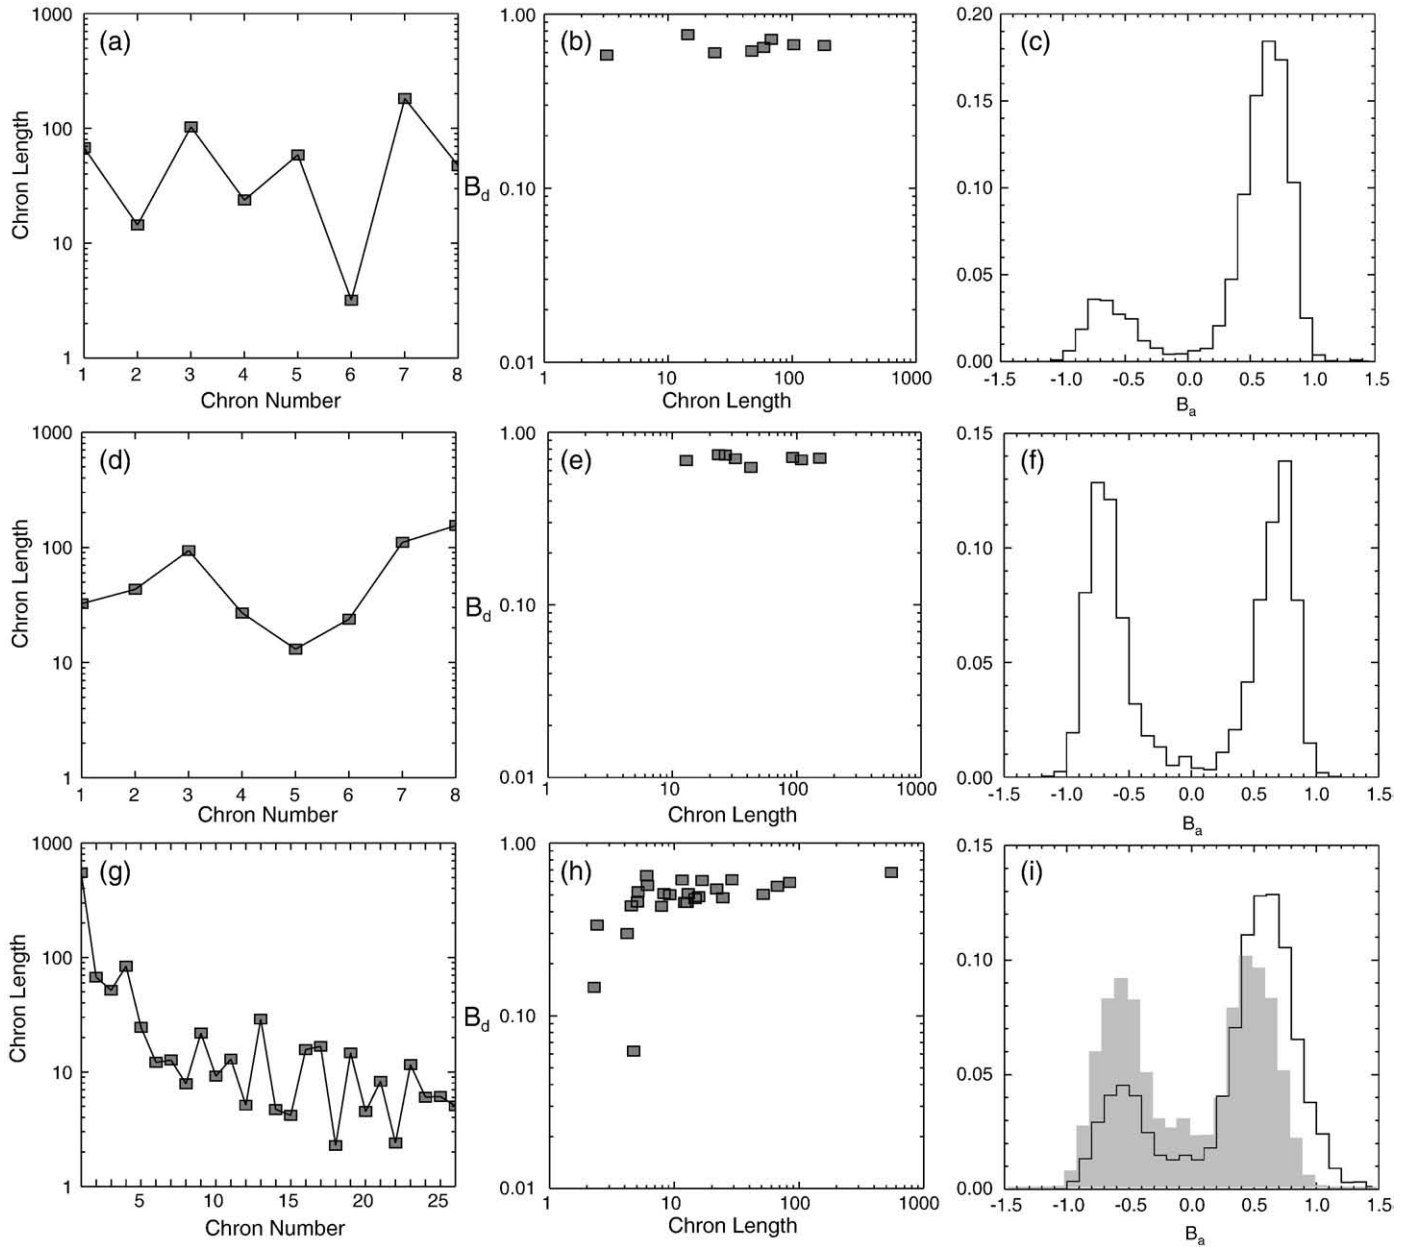 (a)
1000
100
10
1
Chron Length
1 2 3 4 5 6 7 8
Chron Number
(b)
1.00
0.10
0.01
B_d
1 10 100 1000
Chron Length
(c)
0.20
0.15
0.10
0.05
0.00
-1.5 -1.0 -0.5 0.0 0.5 1.0 1.5
B_a
(d)
1000
100
10
1
Chron Length
1 2 3 4 5 6 7 8
Chron Number
(e)
1.00
0.10
0.01
B_d
1 10 100 1000
Chron Length
(f)
0.15
0.10
0.05
0.00
-1.5 -1.0 -0.5 0.0 0.5 1.0 1.5
B_a
(g)
1000
100
10
1
Chron Length
5 10 15 20 25
Chron Number
(h)
1.00
0.10
0.01
B_d
1 10 100 1000
Chron Length
(i)
0.15
0.10
0.05
0.00
-1.5 -1.0 -0.5 0.0 0.5 1.0 1.5
B_a